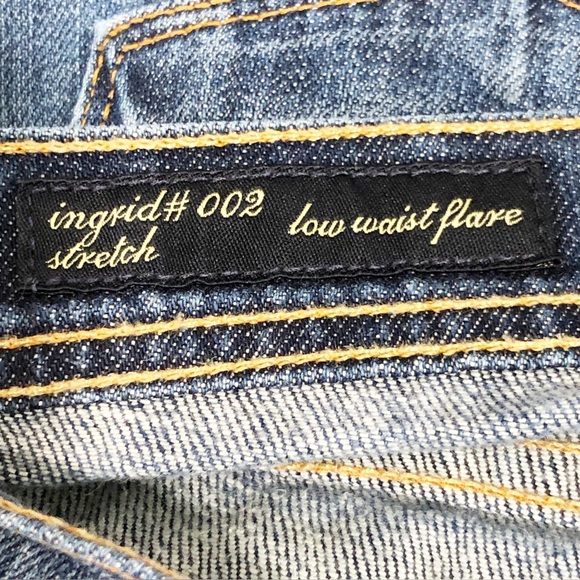 ingrid# 002
stretch
low waist flare